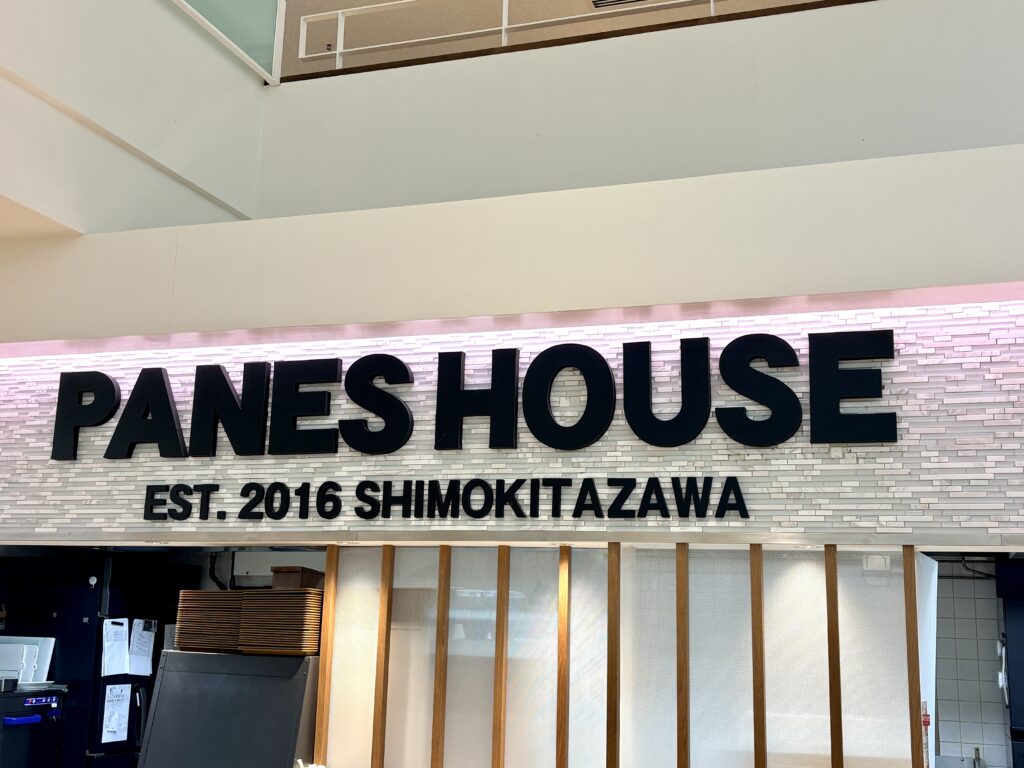 PANES HOUSE
EST. 2016 SHIMOKITAZAWA